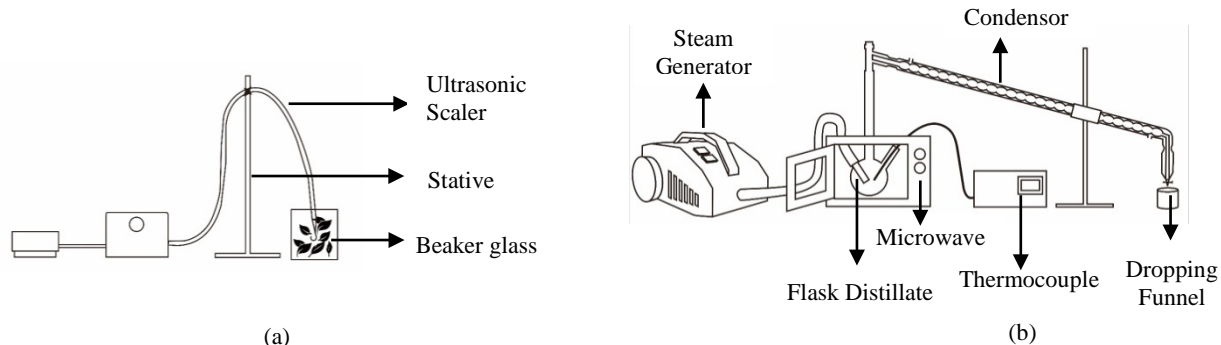 Ultrasonic
Scaler
Stative
Beaker glass
(a)
Steam
Generator
Condensor
Microwave
Flask Distillate
Thermocouple
Dropping
Funnel
(b)